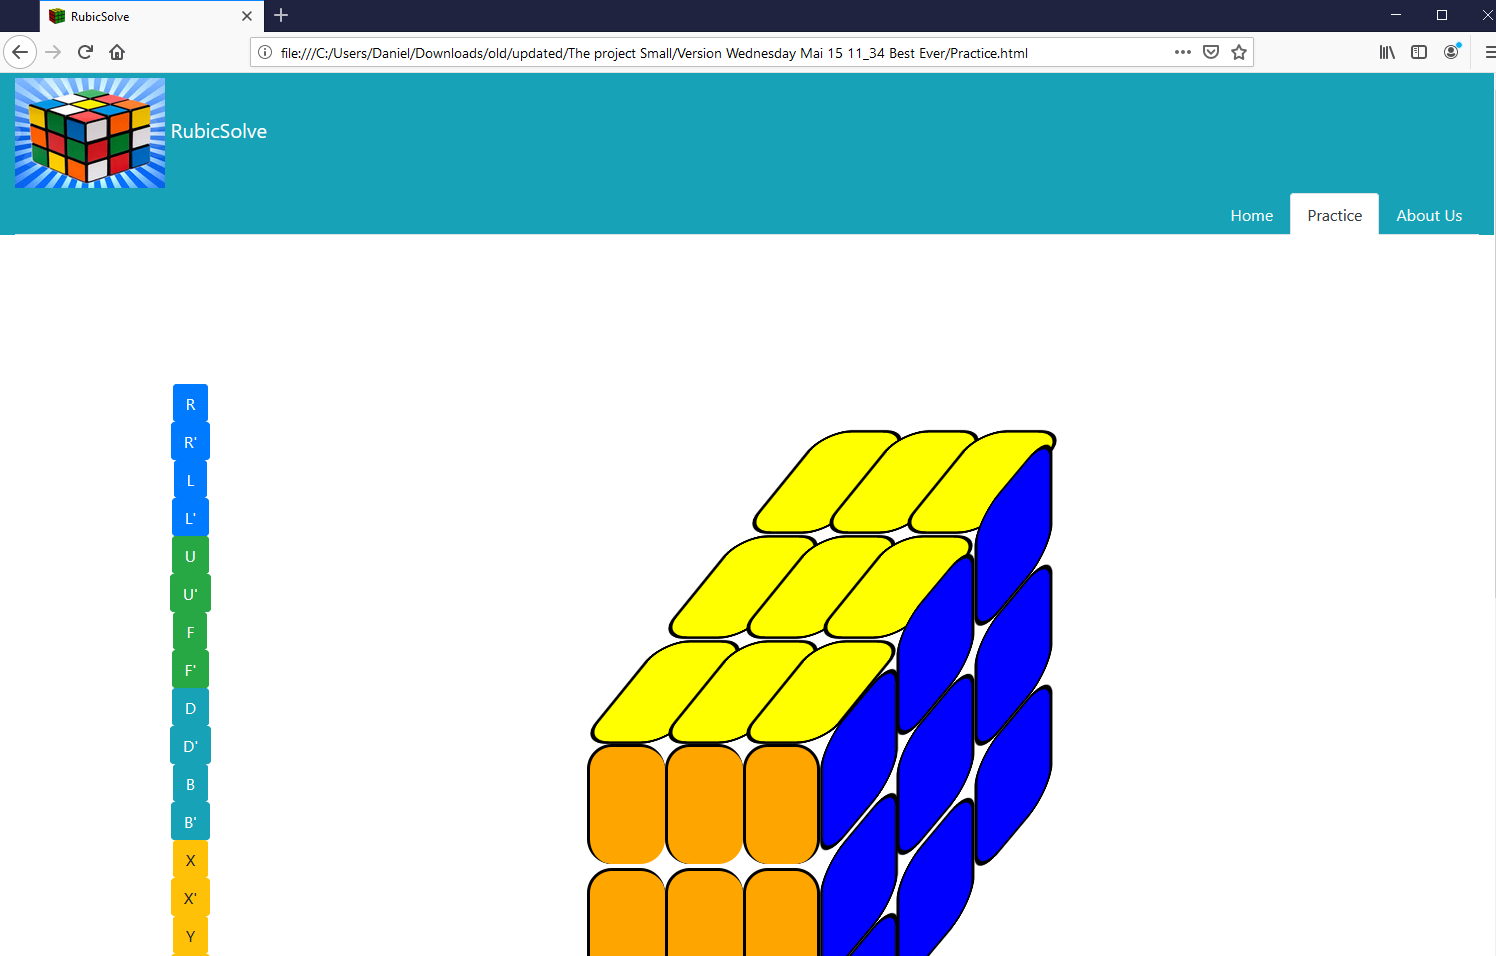 RubicSolve
file:///C:/Users/Daniel/Downloads/old/updated/The project Small/Version Wednesday Mai 15 11_34 Best Ever/Practice.html
RubicSolve
Home Practice About Us
R
R'
L
L'
U
U'
F
F'
D
D'
B
B'
X
X'
Y